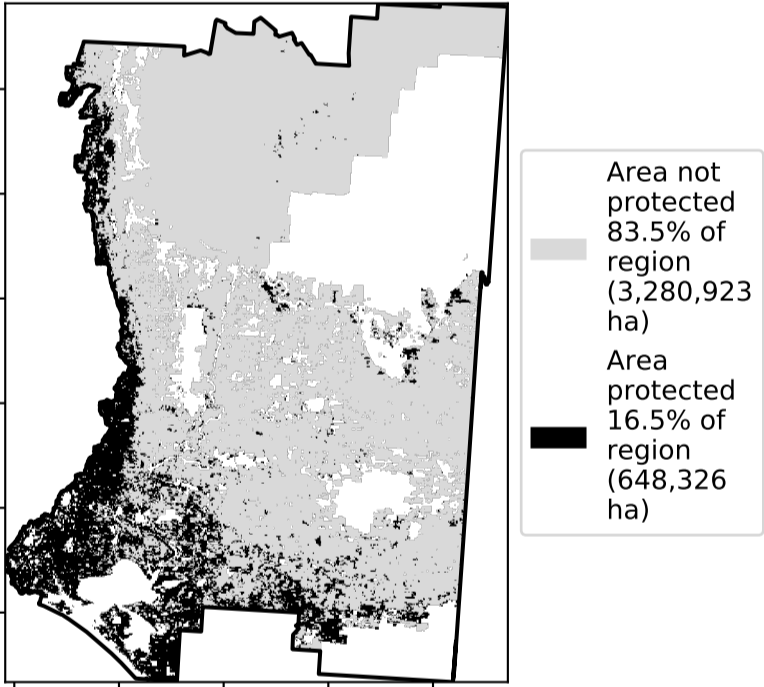 Area not
protected
83.5% of
region
(3,280,923
ha)
Area
protected
16.5% of
region
(648,326
ha)